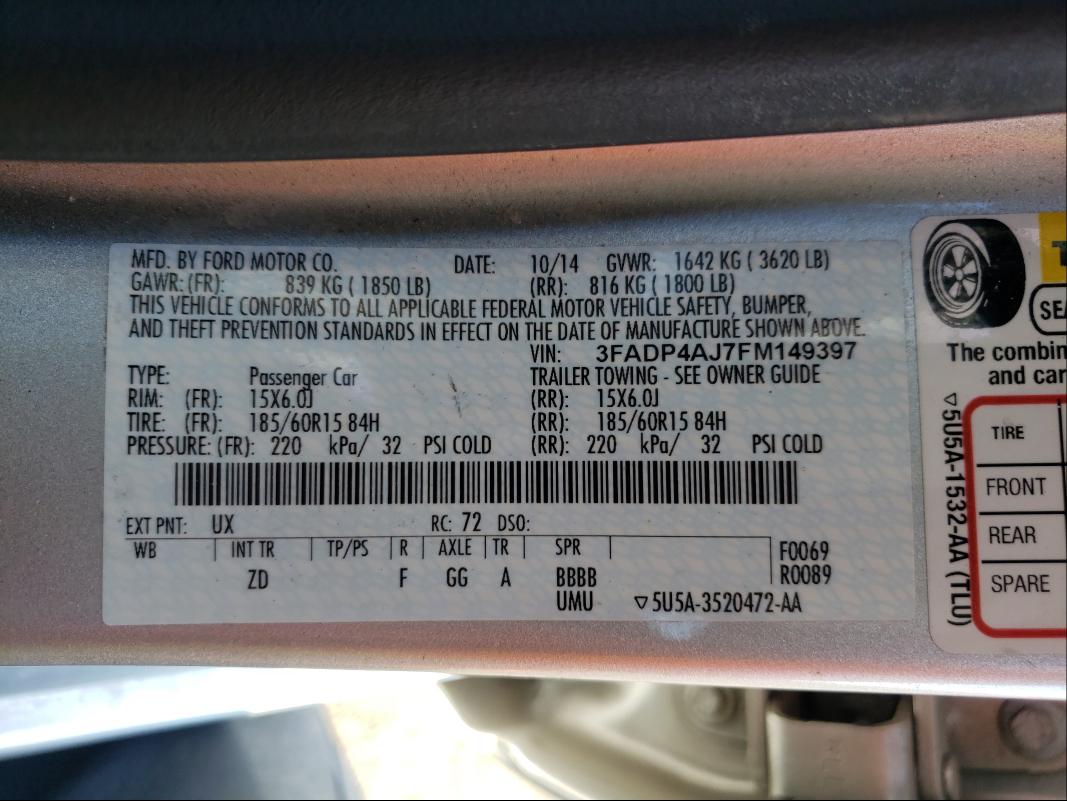 MFD. BY FORD MOTOR CO. DATE: 10/14 GVWR: 1642 KG ( 3620 LB)
GAWR: (FR): 839 KG ( 1850 LB) (RR): 816 KG ( 1800 LB)
THIS VEHICLE CONFORMS TO ALL APPLICABLE FEDERAL MOTOR VEHICLE SAFETY, BUMPER,
AND THEFT PREVENTION STANDARDS IN EFFECT ON THE DATE OF MANUFACTURE SHOWN ABOVE.
VIN: 3FADP4AJ7FM149397
TYPE: Passenger Car TRAILER TOWING - SEE OWNER GUIDE
RIM: (FR): 15X6.0J (RR): 15X6.0J
TIRE: (FR): 185/60R15 84H (RR): 185/60R15 84H
PRESSURE: (FR): 220 kPa/ 32 PSI COLD (RR): 220 kPa/ 32 PSI COLD
EXT PNT: UX RC: 72 DSO:
WB INT TR TP/PS R AXLE TR SPR F0069
ZD F GG A BBBB R0089
UMU ▽5U5A-3520472-AA
SEA
The combin
and car
TIRE
FRONT
REAR
SPARE
▽5U5A-1532-AA (TLU)